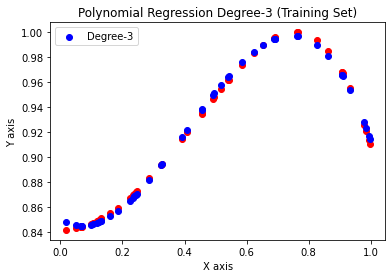 Polynomial Regression Degree-3 (Training Set)
Degree-3
1.00
0.98
0.96
0.94
0.92
0.90
0.88
0.86
0.84
Y axis
0.0 0.2 0.4 0.6 0.8 1.0
X axis